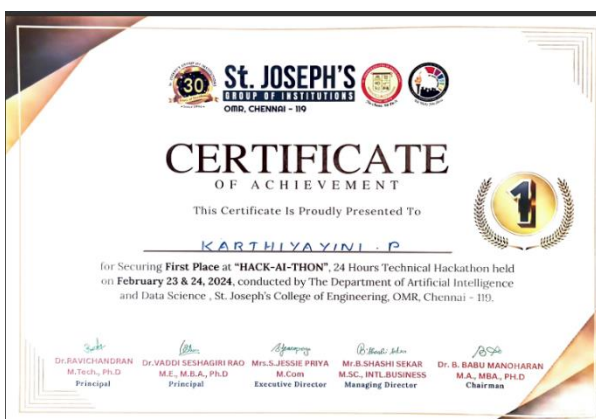 30
St. JOSEPH'S
GROUP OF INSTITUTIONS
OMR, CHENNAI - 119
CERTIFICATE
OF ACHIEVEMENT
This Certificate Is Proudly Presented To
1
KARTHIYAYINI . P
for Securing First Place at "HACK-AI-THON", 24 Hours Technical Hackathon held
on February 23 & 24, 2024, conducted by The Department of Artificial Intelligence
and Data Science , St. Joseph's College of Engineering, OMR, Chennai - 119.
Dr.RAVICHANDRAN
M.Tech., Ph.D
Principal
Dr.VADDI SESHAGIRI RAO
M.E., M.B.A., Ph.D
Principal
Mrs.S.JESSIE PRIYA
M.Com
Executive Director
Mr.B.SHASHI SEKAR
M.SC., INTL.BUSINESS
Managing Director
Dr. B. BABU MANOHARAN
M.A., MBA., PH.D
Chairman